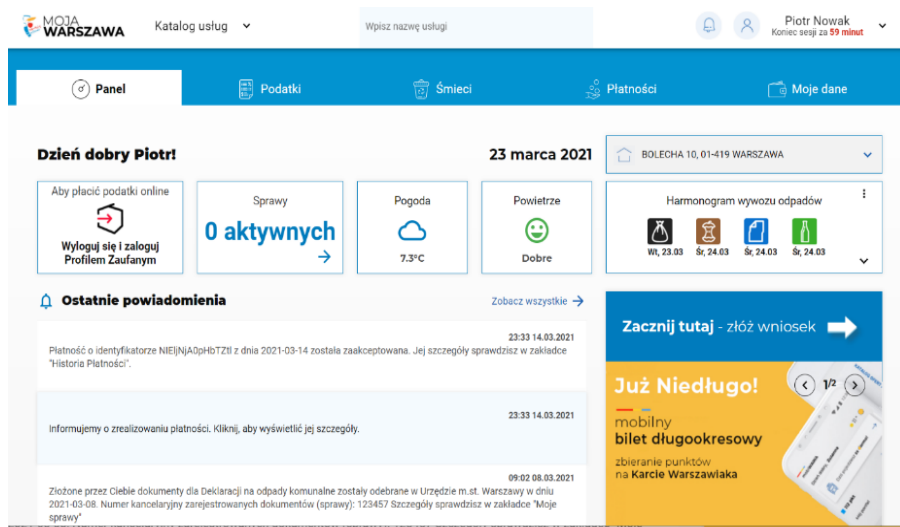 MOJA
WARSZAWA
Katalog usług
Wpisz nazwę usługi
Piotr Nowak
Koniec sesji za 59 minut
Panel
Podatki
Śmieci
Płatności
Moje dane
Dzień dobry Piotr!
23 marca 2021
BOLECHA 10, 01-419 WARSZAWA
Aby płacić podatki online
Wyloguj się i zaloguj
Profilem Zaufanym
Sprawy
0 aktywnych
Pogoda
7.3°C
Powietrze
Dobre
Harmonogram wywozu odpadów
Wt, 23.03
Śr, 24.03
Śr, 24.03
Śr, 24.03
Ostatnie powiadomienia
Zobacz wszystkie
23:33 14.03.2021
Płatność o identyfikatorze NIEljNjA0pHbTZtI z dnia 2021-03-14 została zaakceptowana. Jej szczegóły sprawdzisz w zakładce
"Historia Płatności".
23:33 14.03.2021
Informujemy o zrealizowaniu płatności. Kliknij, aby wyświetlić jej szczegóły.
09:02 08.03.2021
Złożone przez Ciebie dokumenty dla Deklaracji na odpady komunalne zostały odebrane w Urzędzie m.st. Warszawy w dniu
2021-03-08. Numer kancelaryjny zarejestrowanych dokumentów (sprawy): 123457 Szczegóły sprawdzisz w zakładce "Moje
sprawy"
Zacznij tutaj - złóż wniosek
Już Niedługo!
1/2
mobilny
bilet długookresowy
zbieranie punktów
na Karcie Warszawiaka